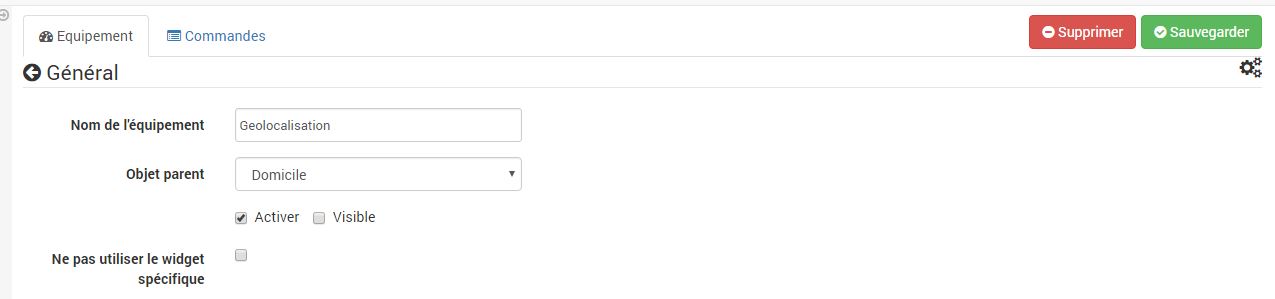 Equipement
Commandes
Supprimer
Sauvegarder
Général
Nom de l'équipement
Geolocalisation
Objet parent
Domicile
Activer
Visible
Ne pas utiliser le widget
spécifique